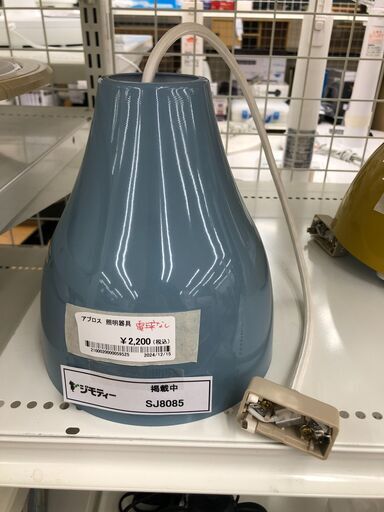 アプロス 照明器具 電球なし
¥2,200(税込)
2024/12/15
ジモティー
掲載中
SJ8085